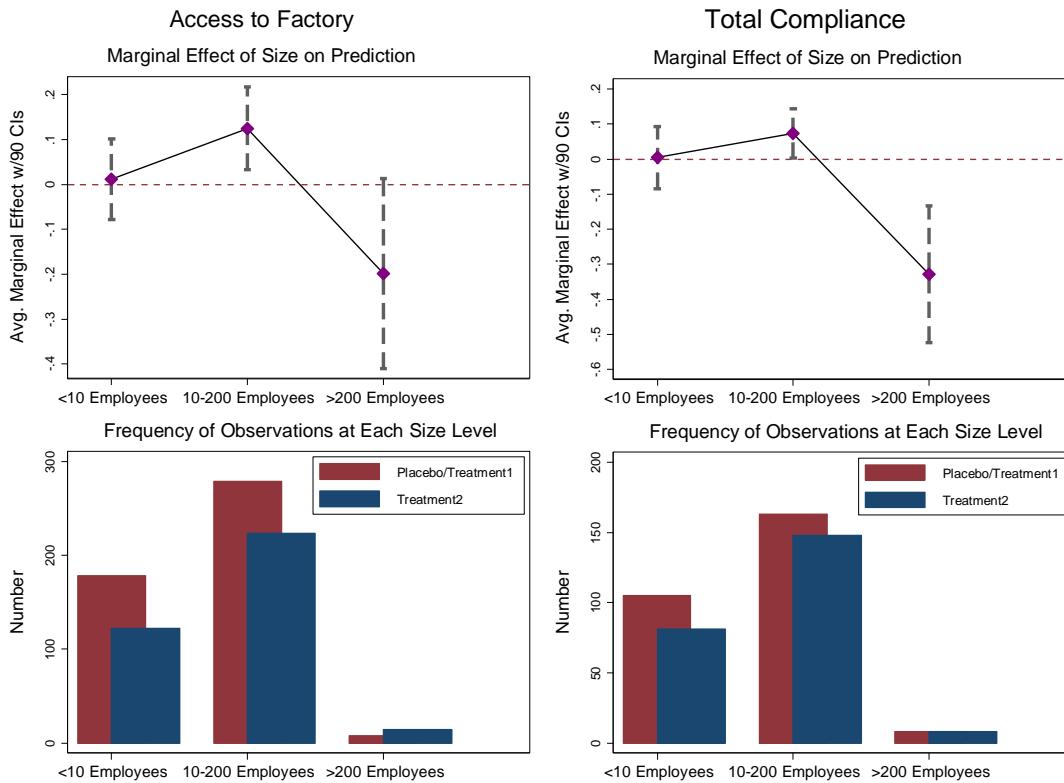 Access to Factory
Marginal Effect of Size on Prediction
Avg. Marginal Effect w/90 CIs
.2
.1
0
-.1
-.2
-.3
-.4
<10 Employees 10-200 Employees >200 Employees
Total Compliance
Marginal Effect of Size on Prediction
Avg. Marginal Effect w/90 CIs
.2
.1
0
-.1
-.2
-.3
-.4
-.5
-.6
<10 Employees 10-200 Employees >200 Employees
Frequency of Observations at Each Size Level
Number
300
200
100
0
Placebo/Treatment1
Treatment2
<10 Employees 10-200 Employees >200 Employees
Frequency of Observations at Each Size Level
Number
200
150
100
50
0
Placebo/Treatment1
Treatment2
<10 Employees 10-200 Employees >200 Employees